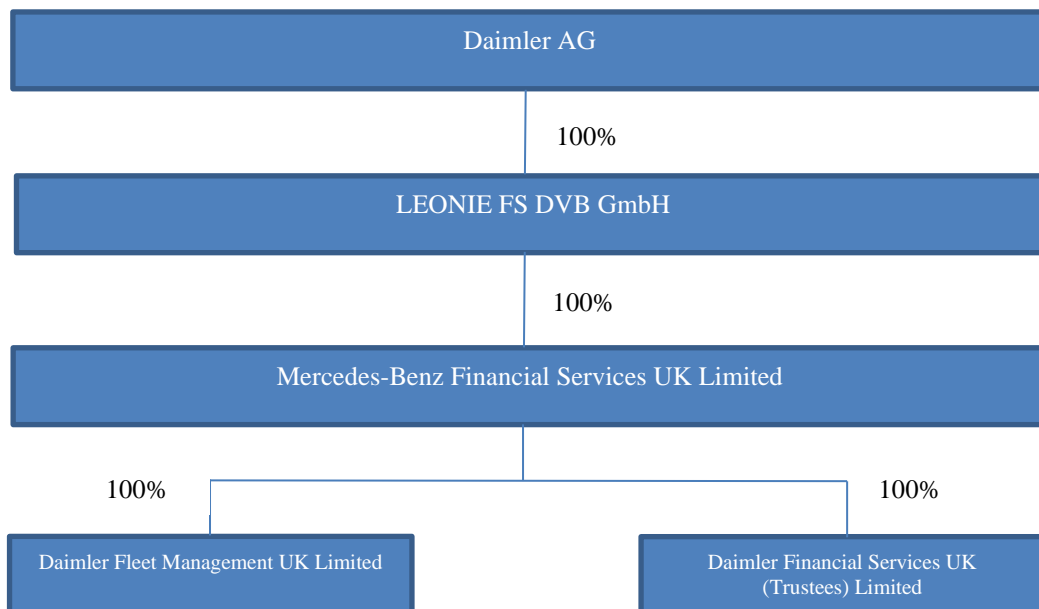 Daimler AG
100%
LEONIE FS DVB GmbH
100%
Mercedes-Benz Financial Services UK Limited
100%
100%
Daimler Fleet Management UK Limited
Daimler Financial Services UK
(Trustees) Limited